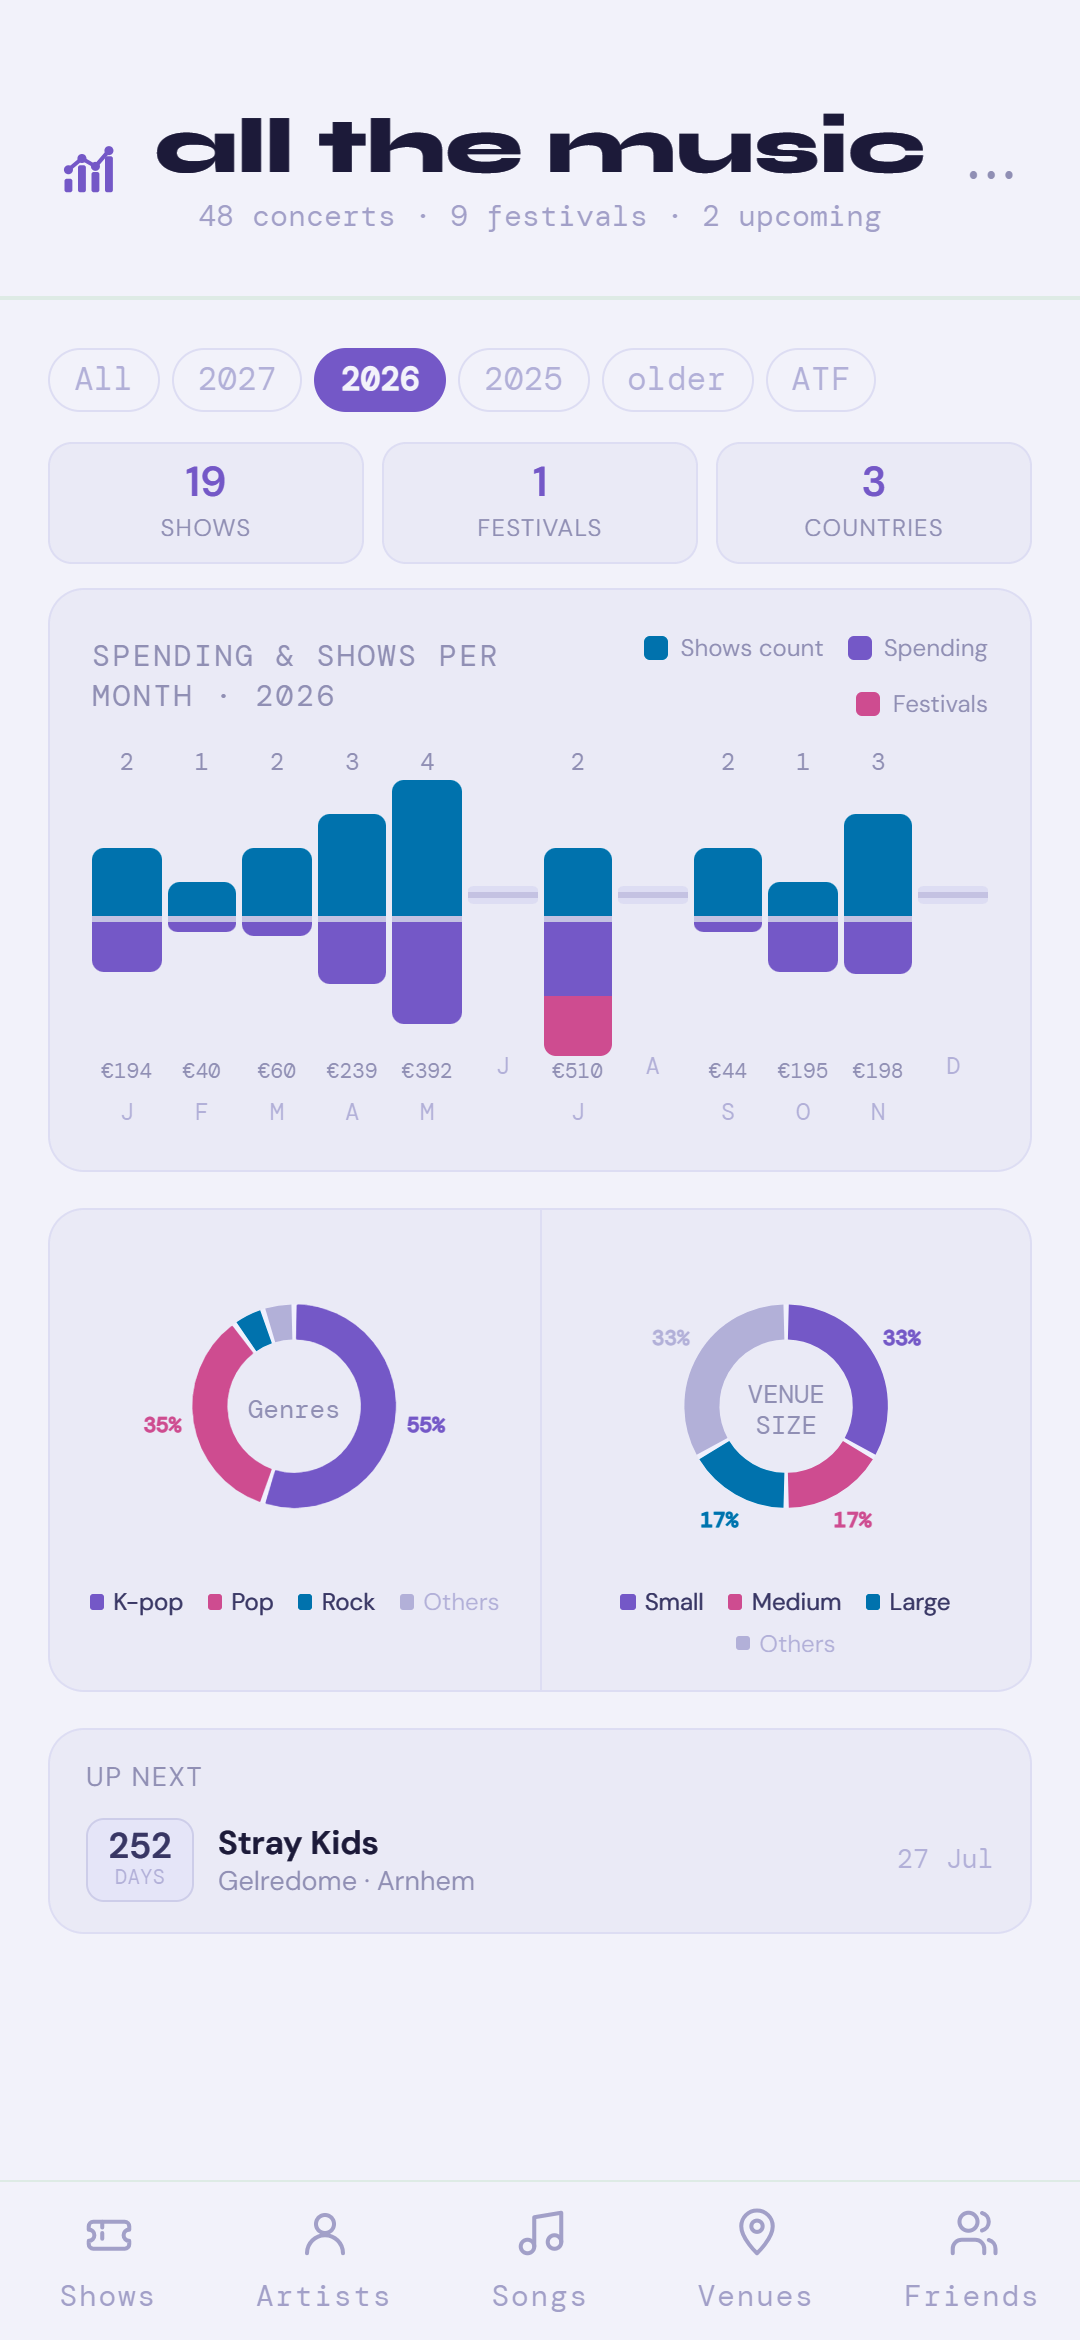 all the music
...
48 concerts · 9 festivals · 2 upcoming
All 2027 2026 2025 older ATF
19 1 3
SHOWS FESTIVALS COUNTRIES
SPENDING & SHOWS PER
MONTH · 2026
Shows count Spending
Festivals
2 1 2 3 4 2 2 1 3
€194 €40 €60 €239 €392 J €510 A €44 €195 €198 D
J F M A M J S O N
33% 33%
Genres
VENUE
SIZE
35% 55%
17% 17%
K-pop Pop Rock Others
Small Medium Large
Others
UP NEXT
252
DAYS
Stray Kids
Gelredome · Arnhem
27 Jul
Shows Artists Songs Venues Friends